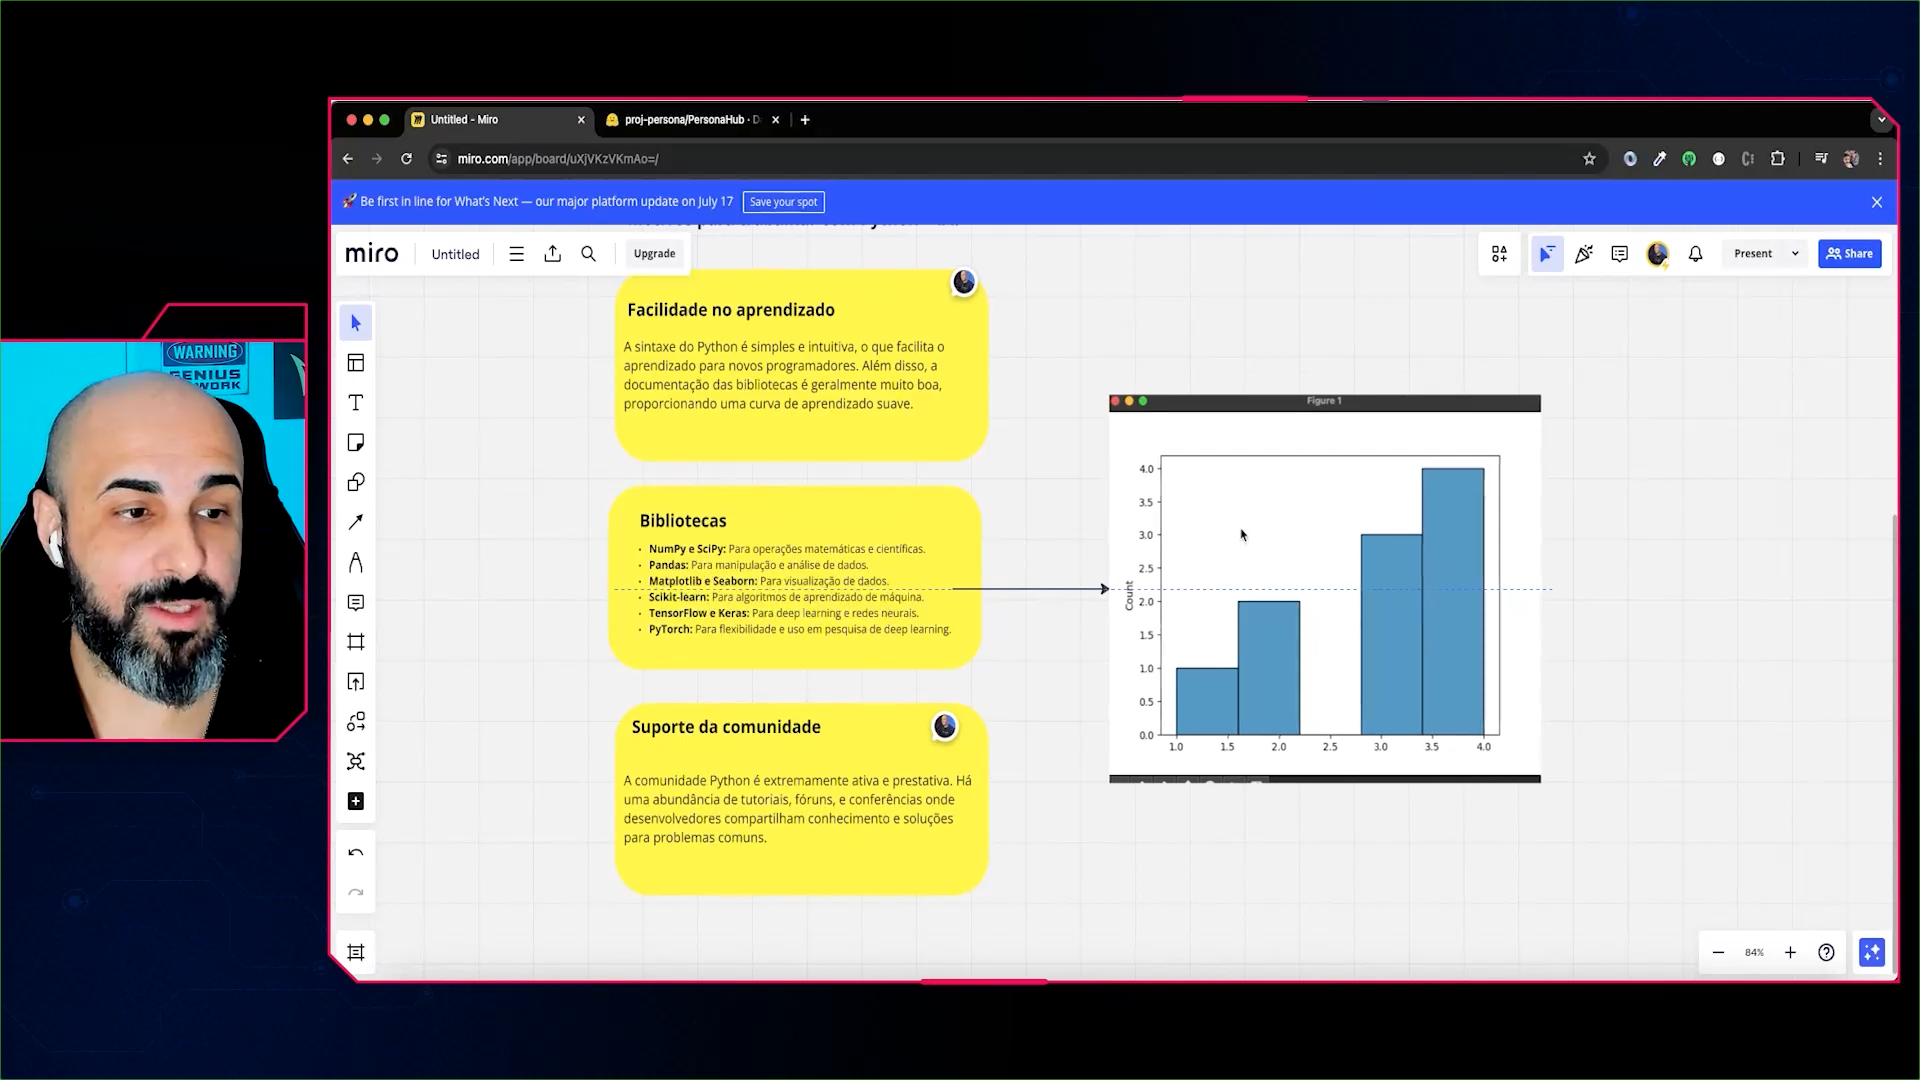 Untitled - Miro
proj-persona/PersonaHub · D
miro.com/app/board/uXjVKzVKmAo=/
🚀 Be first in line for What's Next — our major platform update on July 17
Save your spot
miro
Untitled
Upgrade
Present
Share
WARNING
GENIUS
WORK
Facilidade no aprendizado
A sintaxe do Python é simples e intuitiva, o que facilita o
aprendizado para novos programadores. Além disso, a
documentação das bibliotecas é geralmente muito boa,
proporcionando uma curva de aprendizado suave.
Bibliotecas
• NumPy e SciPy: Para operações matemáticas e científicas.
• Pandas: Para manipulação e análise de dados.
• Matplotlib e Seaborn: Para visualização de dados.
• Scikit-learn: Para algoritmos de aprendizado de máquina.
• TensorFlow e Keras: Para deep learning e redes neurais.
• PyTorch: Para flexibilidade e uso em pesquisa de deep learning.
Suporte da comunidade
A comunidade Python é extremamente ativa e prestativa. Há
uma abundância de tutoriais, fóruns, e conferências onde
desenvolvedores compartilham conhecimento e soluções
para problemas comuns.
Figure 1
4.0
3.5
3.0
2.5
2.0
1.5
1.0
0.5
0.0
Count
1.0 1.5 2.0 2.5 3.0 3.5 4.0
84%